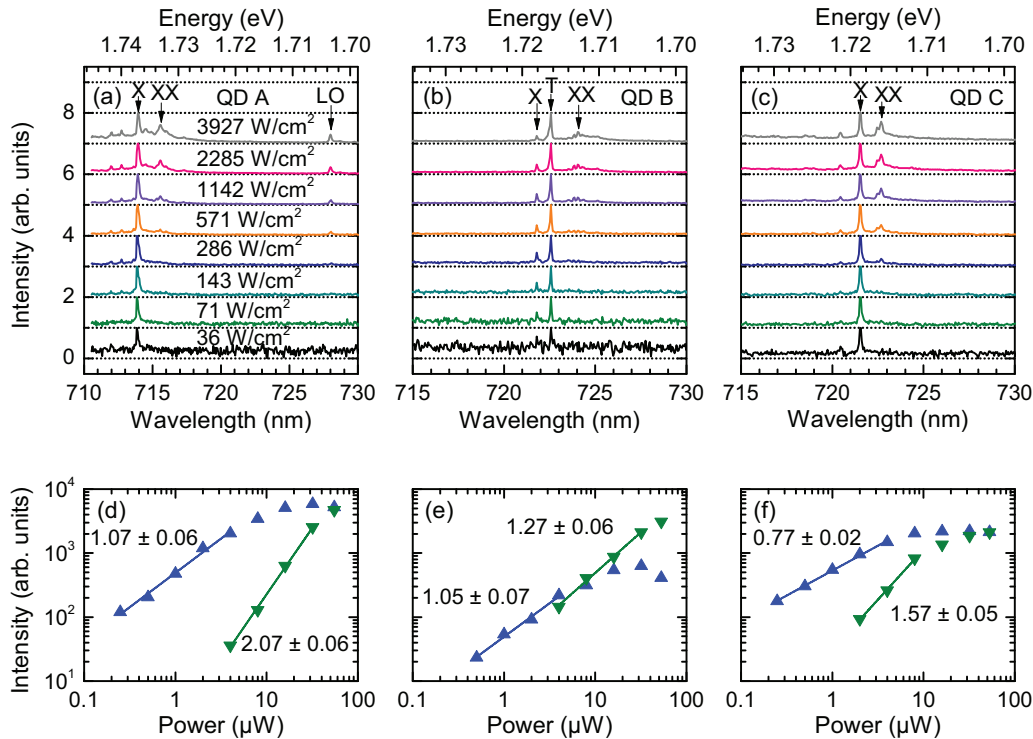 Energy (eV)
1.74 1.73 1.72 1.71 1.70
Energy (eV)
1.73 1.72 1.71 1.70
Energy (eV)
1.73 1.72 1.71 1.70
Intensity (arb. units)
8
6
4
2
0
(a) X XX QD A LO
3927 W/cm²
2285 W/cm²
1142 W/cm²
571 W/cm²
286 W/cm²
143 W/cm²
71 W/cm²
36 W/cm²
710 715 720 725 730
Wavelength (nm)
(b) X T XX QD B
715 720 725 730
Wavelength (nm)
(c) X XX QD C
715 720 725 730
Wavelength (nm)
Intensity (arb. units)
10⁴
10³
10²
10¹
(d)
1.07 ± 0.06
2.07 ± 0.06
0.1 1 10 100
Power (µW)
(e)
1.27 ± 0.06
1.05 ± 0.07
0.1 1 10 100
Power (µW)
(f)
0.77 ± 0.02
1.57 ± 0.05
0.1 1 10 100
Power (µW)